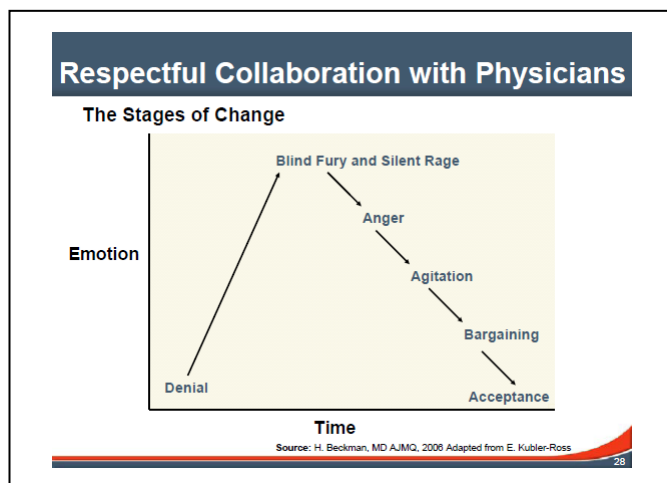 Respectful Collaboration with Physicians
The Stages of Change
Blind Fury and Silent Rage
Anger
Emotion
Agitation
Bargaining
Denial
Acceptance
Time
Source: H. Beckman, MD AJMQ, 2006 Adapted from E. Kubler-Ross
28